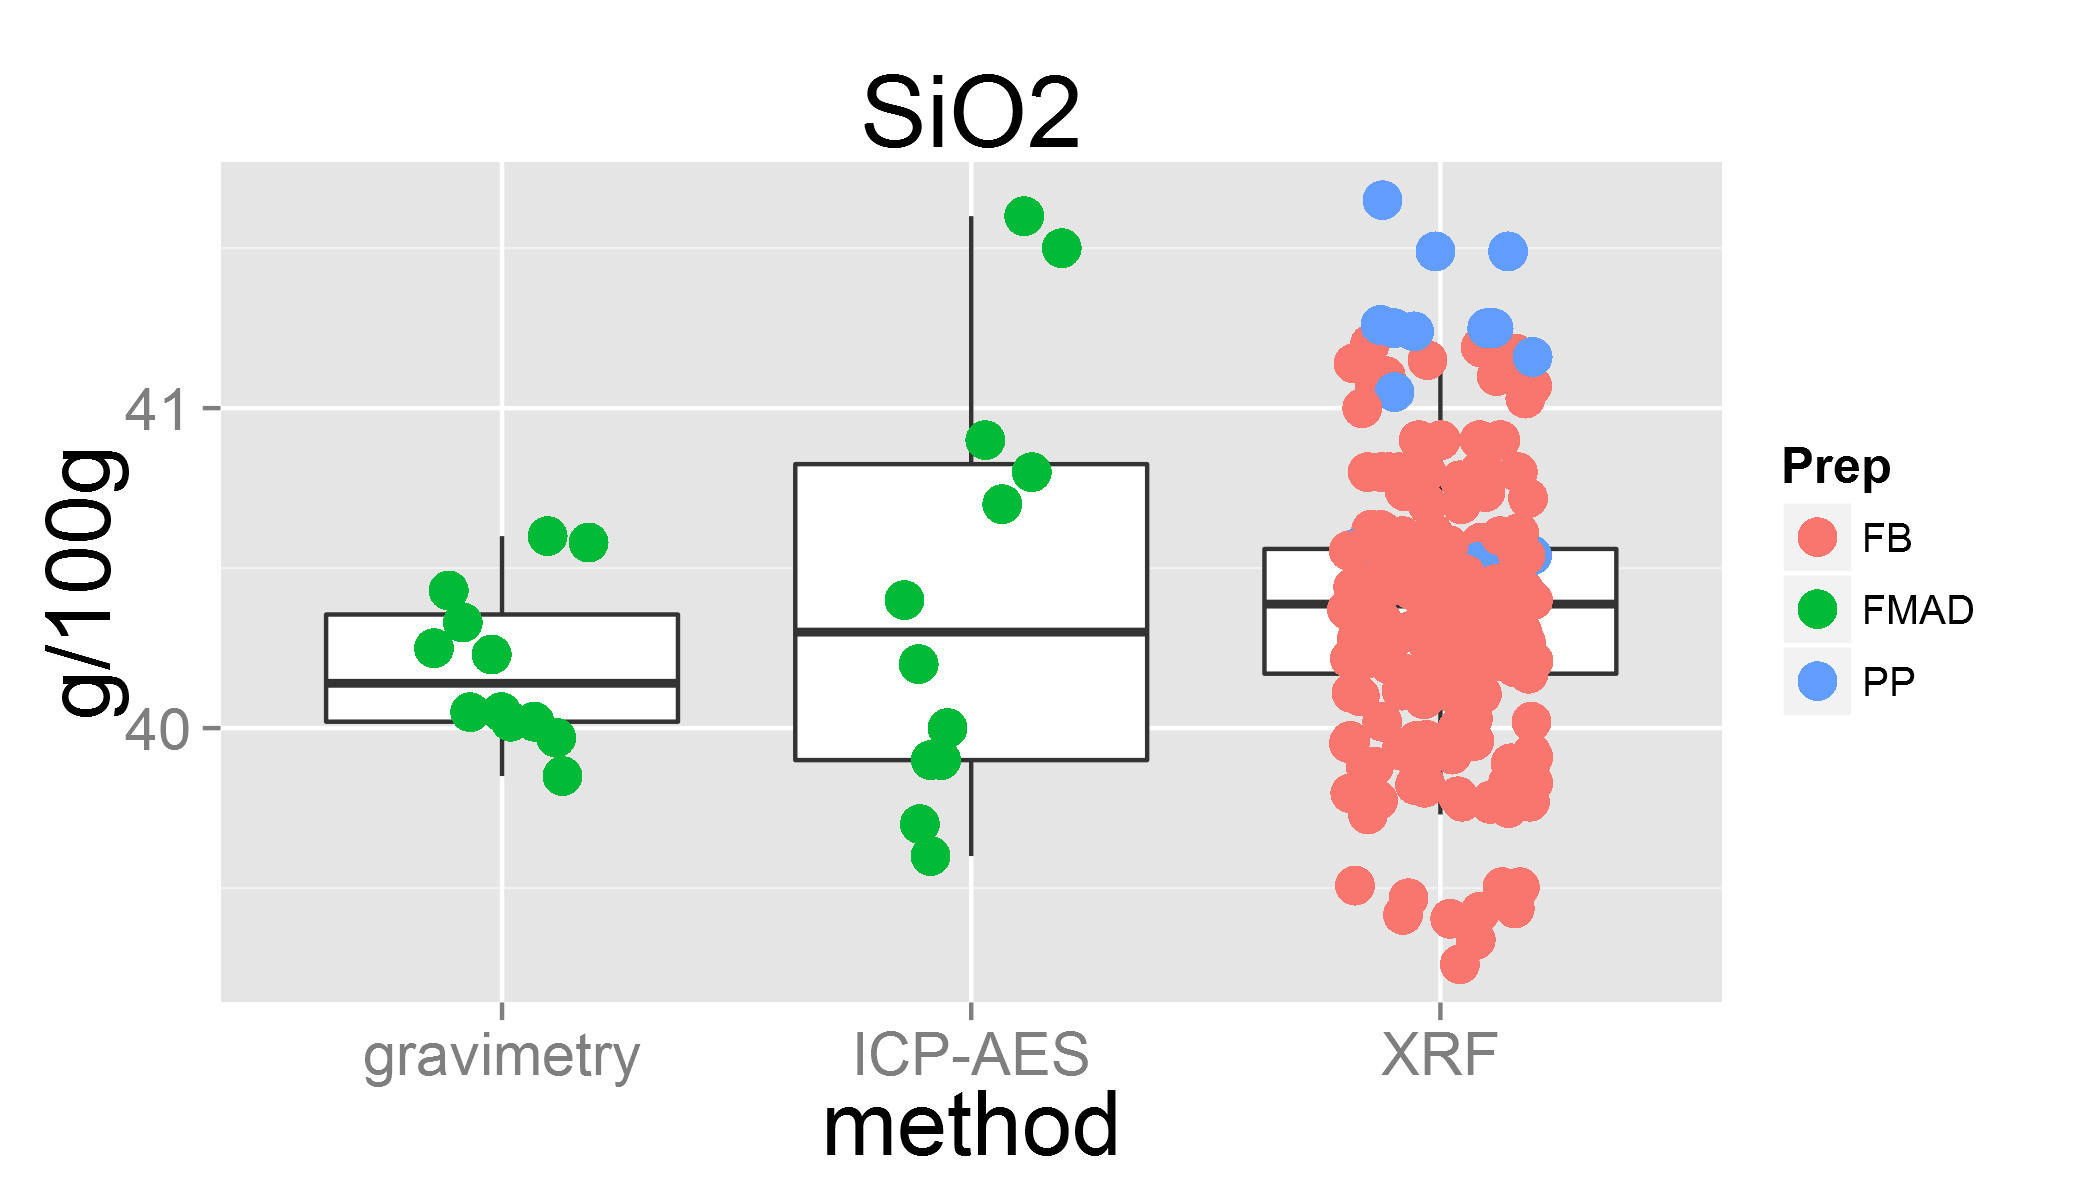 SiO2
g/100g
41
40
gravimetry
ICP-AES
XRF
method
Prep
FB
FMAD
PP